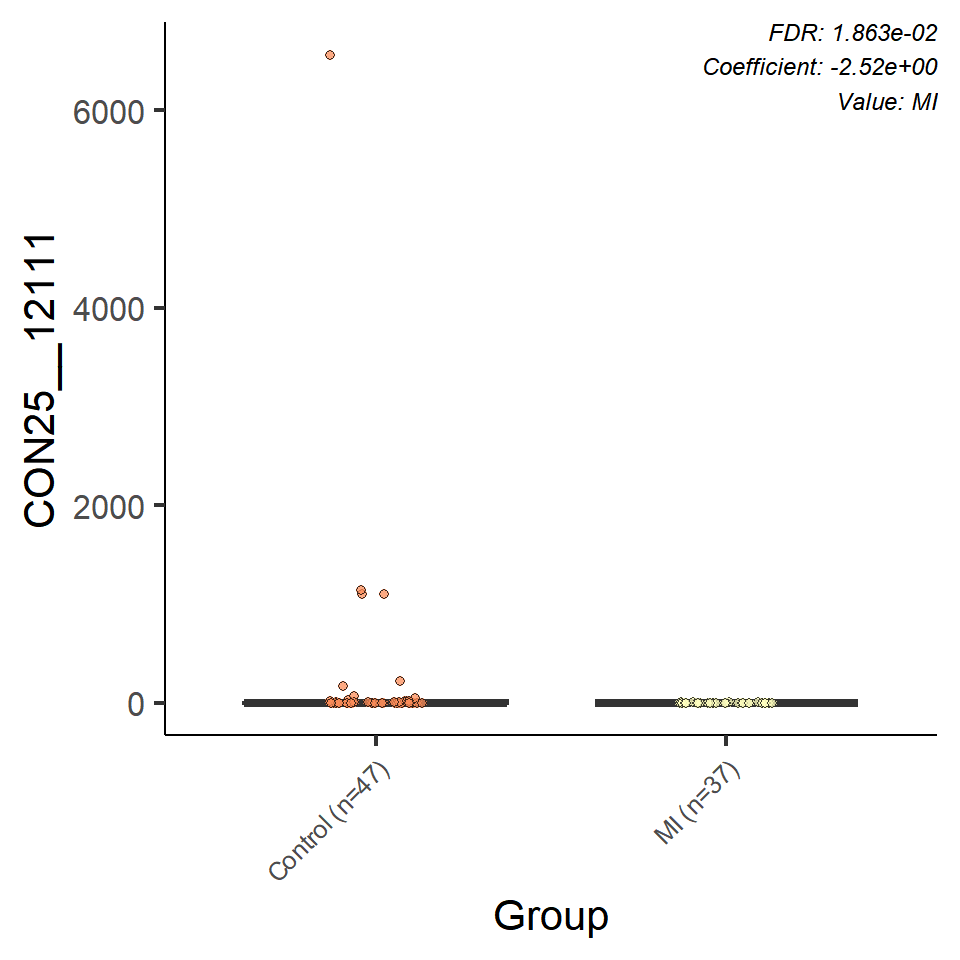 FDR: 1.863e-02
Coefficient: -2.52e+00
Value: MI
CON25__12111
6000
4000
2000
0
Control (n=47)
MI (n=37)
Group